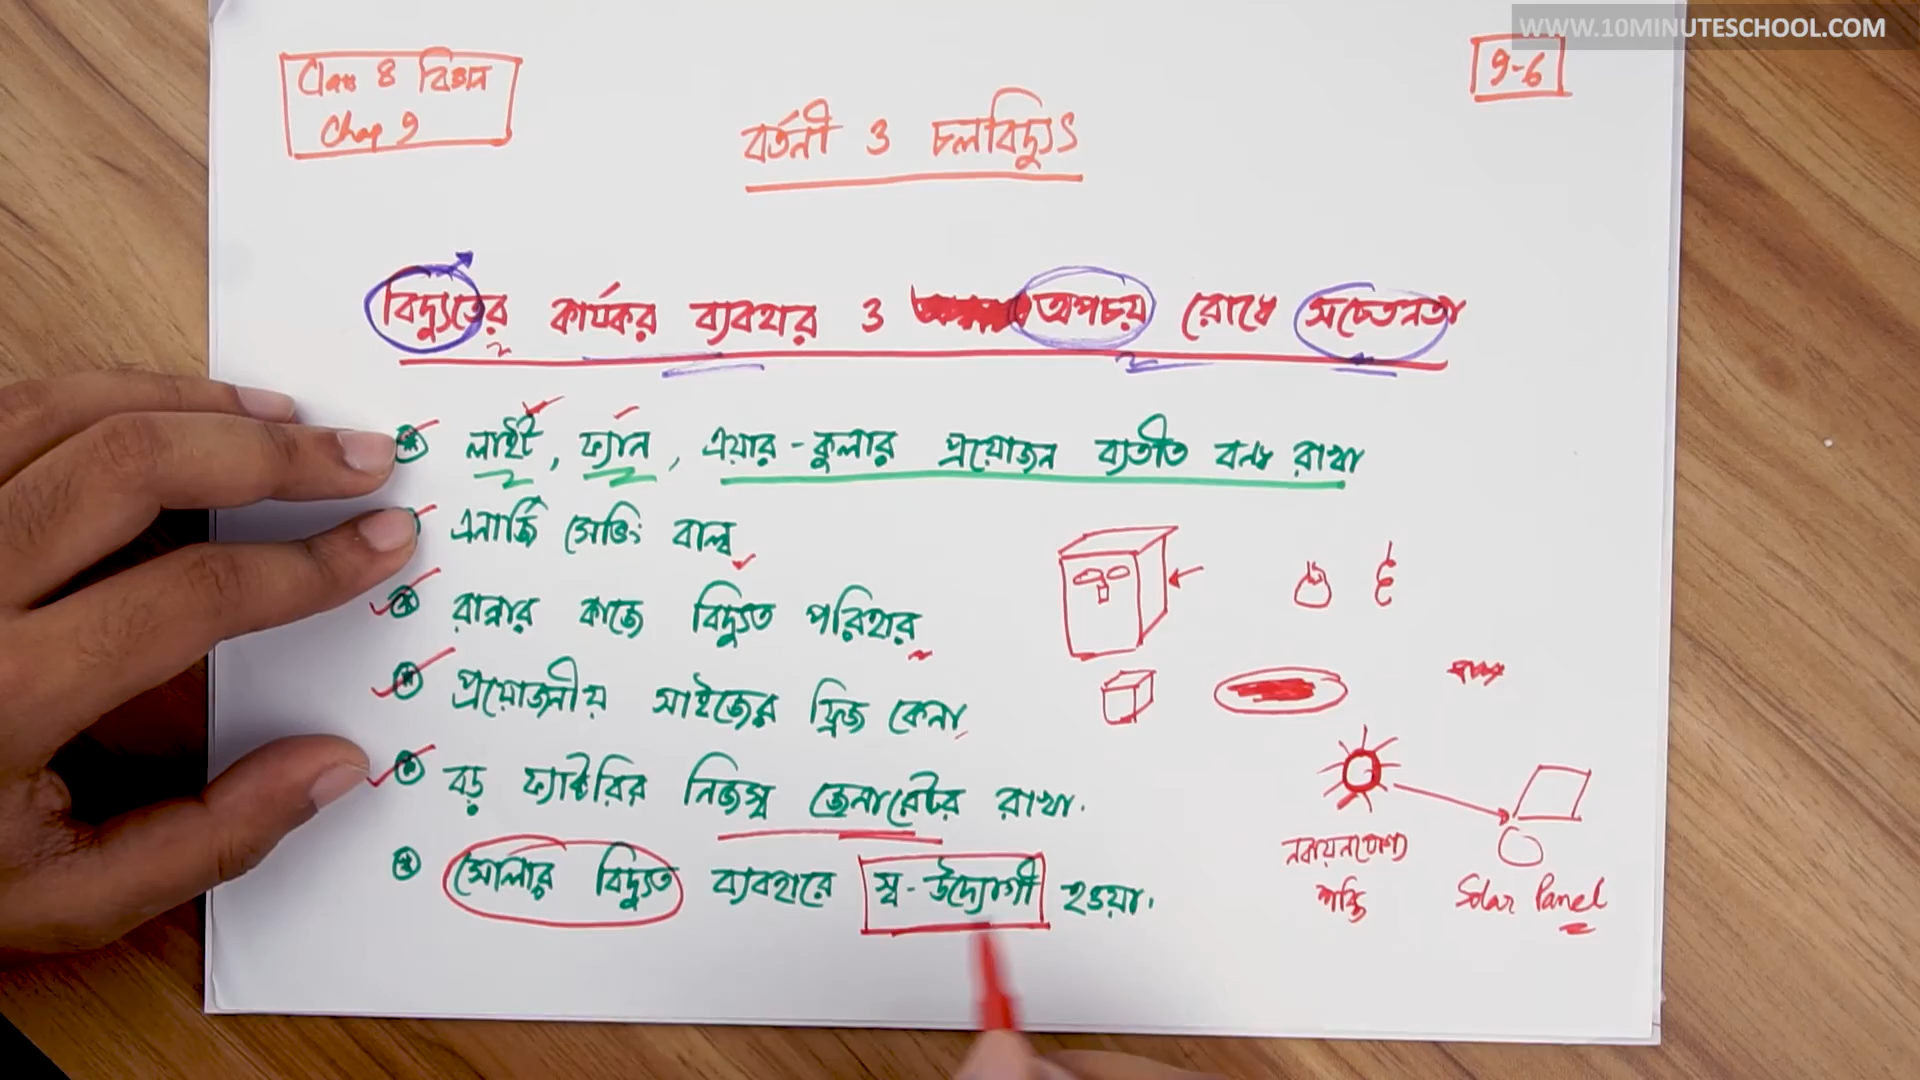 WWW.10MINUTESCHOOL.COM
Class 8 বিজ্ঞান
Chap 9
9-6
বর্তনী ও চলবিদ্যুৎ
বিদ্যুতের কার্যকর ব্যবহার ও অপচয় রোধে সচেতনতা
লাইট, ফ্যান, এয়ার-কুলার প্রয়োজন ব্যতীত বন্ধ রাখা
এনার্জি সেভিং বাল্ব
রান্নার কাজে বিদ্যুত পরিহার
প্রয়োজনীয় সাইজের ফ্রিজ কেনা
বড় ফ্যাক্টরির নিজস্ব জেনারেটর রাখা.
সোলার বিদ্যুত ব্যবহারে স্ব-উদ্যোগী হওয়া.
নবায়নযোগ্য
শক্তি
Solar Panel